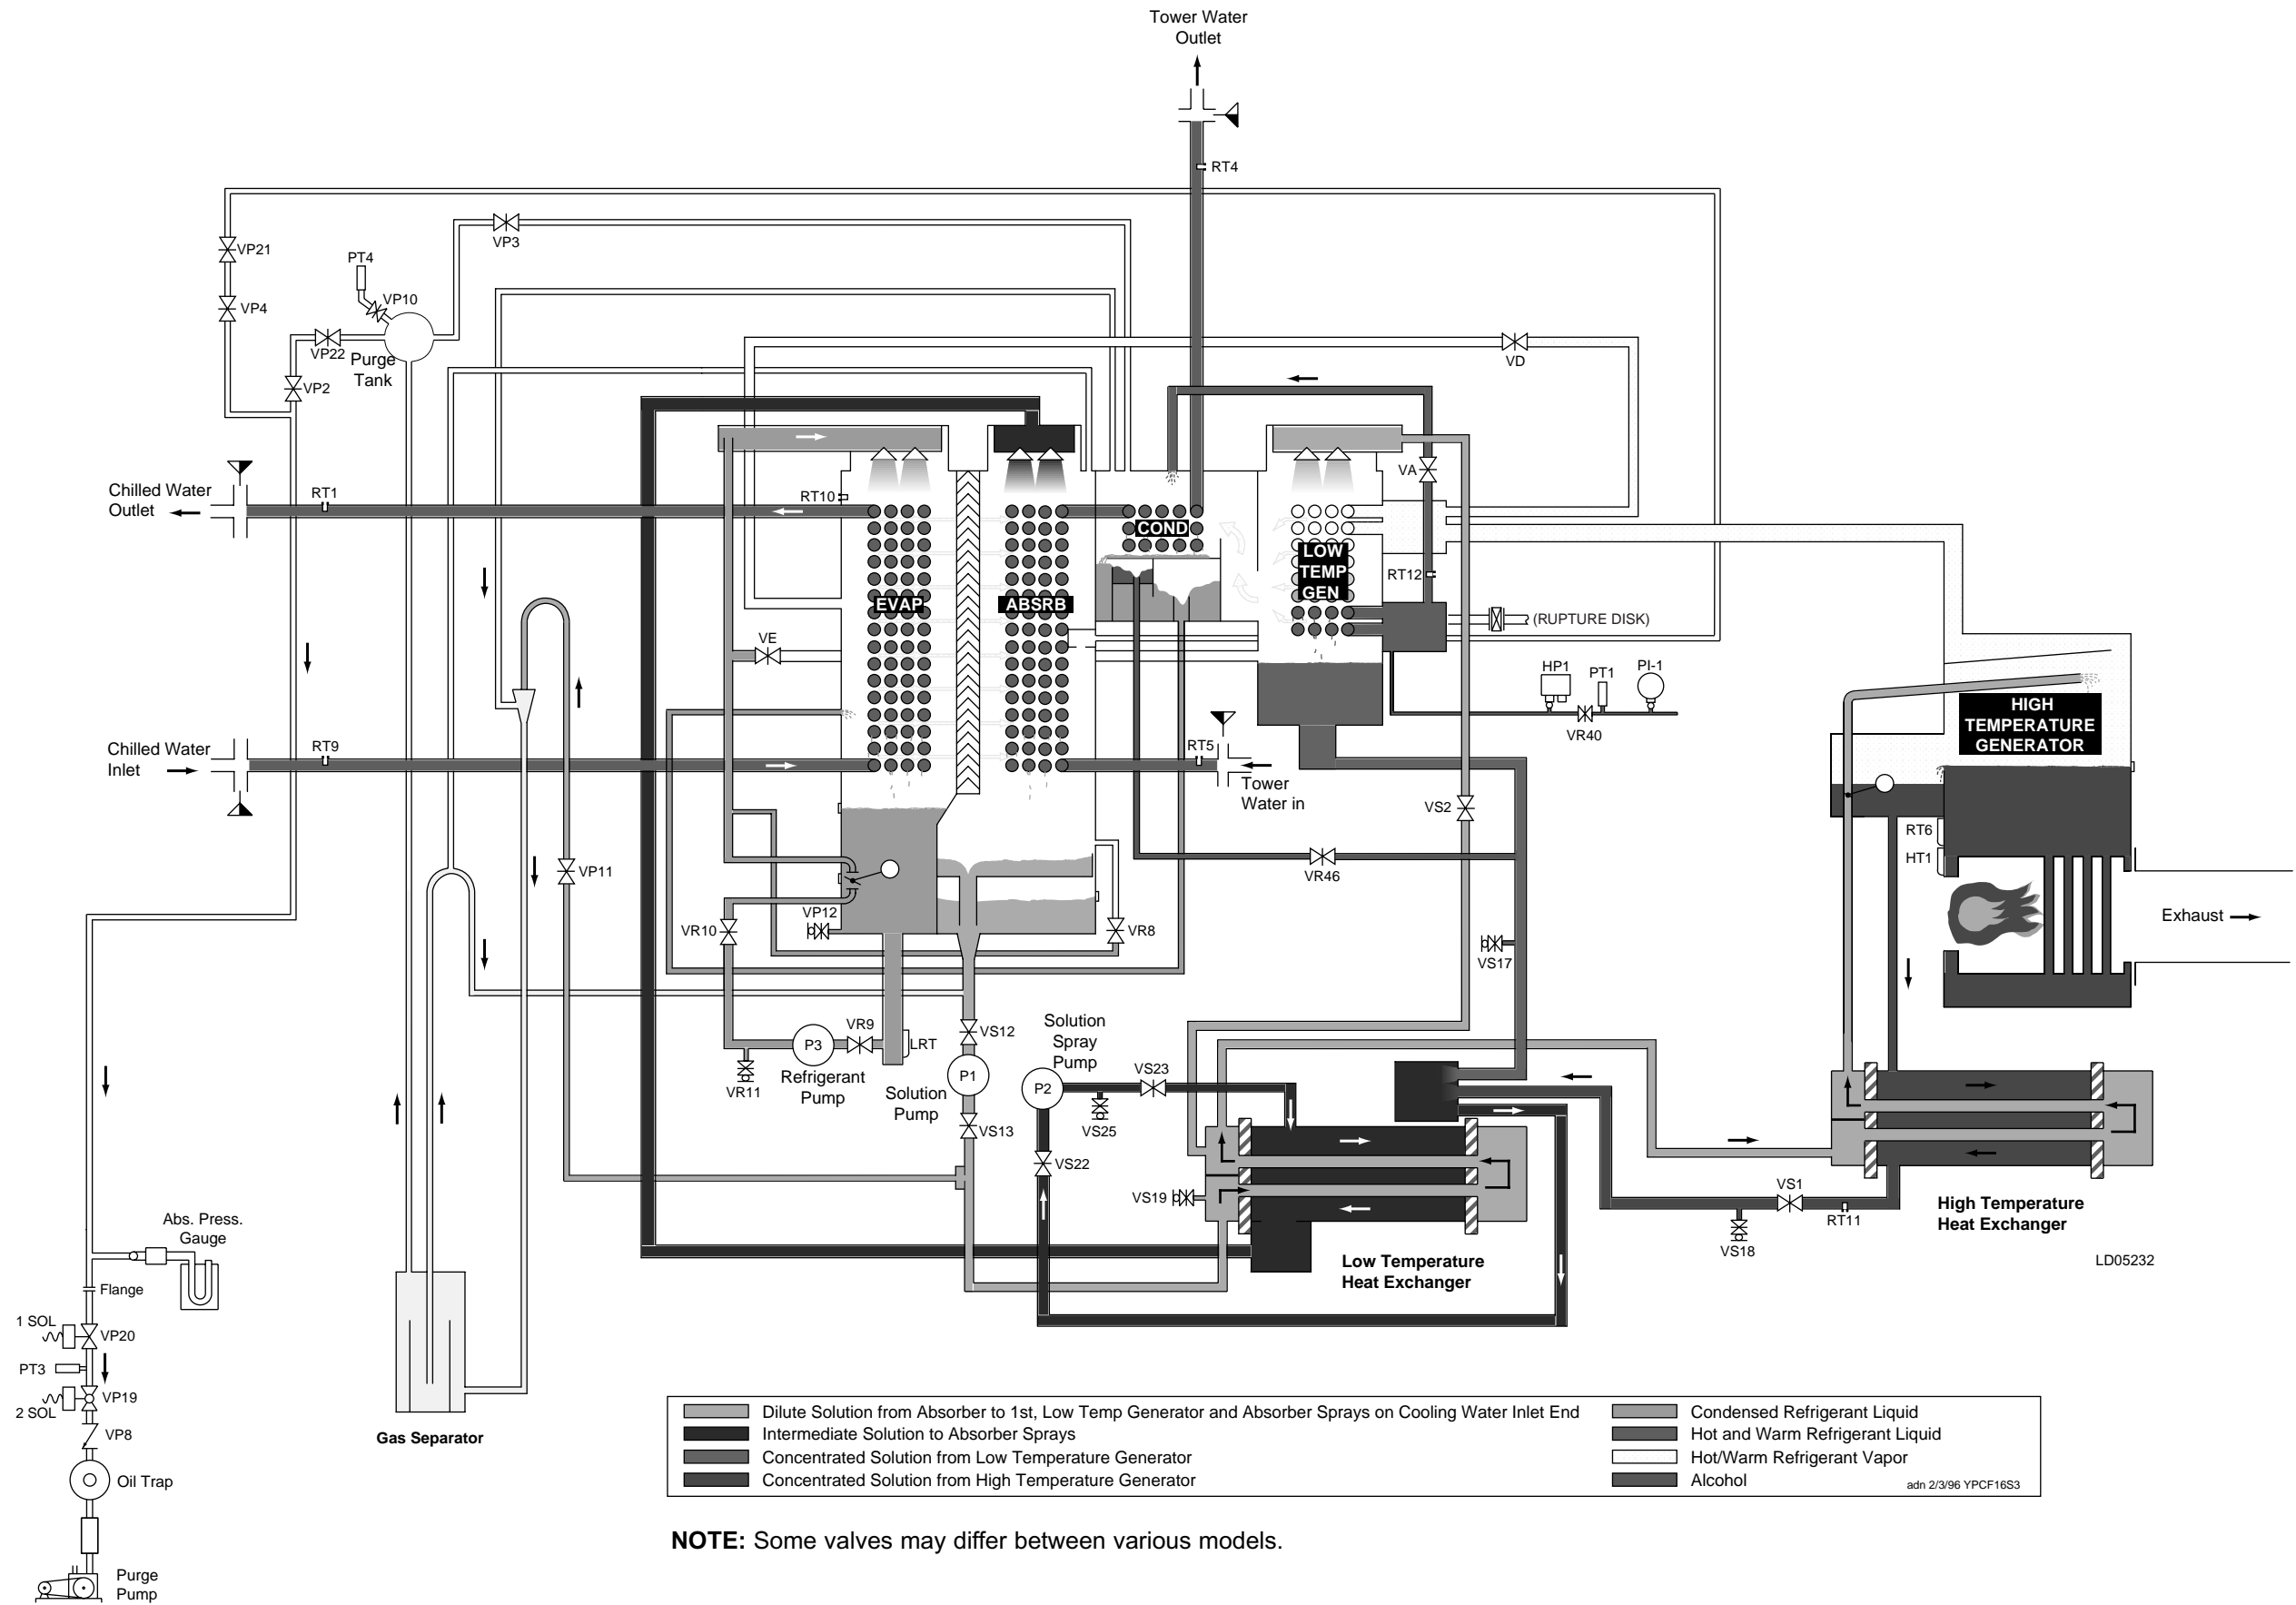 Tower Water
Outlet
RT4
VP21
VP3
PT4
VP10
VP4
VP22
Purge
Tank
VP2
VD
Chilled Water
Outlet
RT1
RT10
VA
COND
LOW
TEMP
GEN
RT12
EVAP
ABSRB
(RUPTURE DISK)
VE
HP1
PT1
PI-1
VR40
HIGH
TEMPERATURE
GENERATOR
Chilled Water
Inlet
RT9
RT5
Tower
Water in
VS2
RT6
HT1
VP11
VR46
VP12
VR10
VR8
VS17
Exhaust
VR9
LRT
P3
VR11
Refrigerant
Pump
VS12
P1
Solution
Pump
VS13
Solution
Spray
Pump
P2
VS23
VS25
VS22
VS19
VS1
RT11
VS18
High Temperature
Heat Exchanger
Low Temperature
Heat Exchanger
LD05232
Abs. Press.
Gauge
Flange
1 SOL
VP20
PT3
VP19
2 SOL
VP8
Gas Separator
Oil Trap
Purge
Pump
Dilute Solution from Absorber to 1st, Low Temp Generator and Absorber Sprays on Cooling Water Inlet End
Intermediate Solution to Absorber Sprays
Concentrated Solution from Low Temperature Generator
Concentrated Solution from High Temperature Generator
Condensed Refrigerant Liquid
Hot and Warm Refrigerant Liquid
Hot/Warm Refrigerant Vapor
Alcohol
adn 2/3/96 YPCF16S3
NOTE: Some valves may differ between various models.